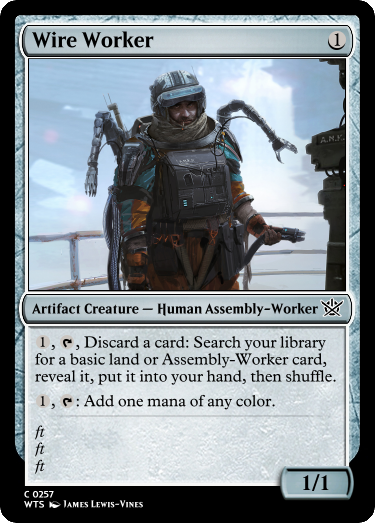 Wire Worker 1
Artifact Creature — Human Assembly-Worker
1, T, Discard a card: Search your library
for a basic land or Assembly-Worker card,
reveal it, put it into your hand, then shuffle.
1, T: Add one mana of any color.
ft
ft
ft
1/1
C 0257
WTS James Lewis-Vines